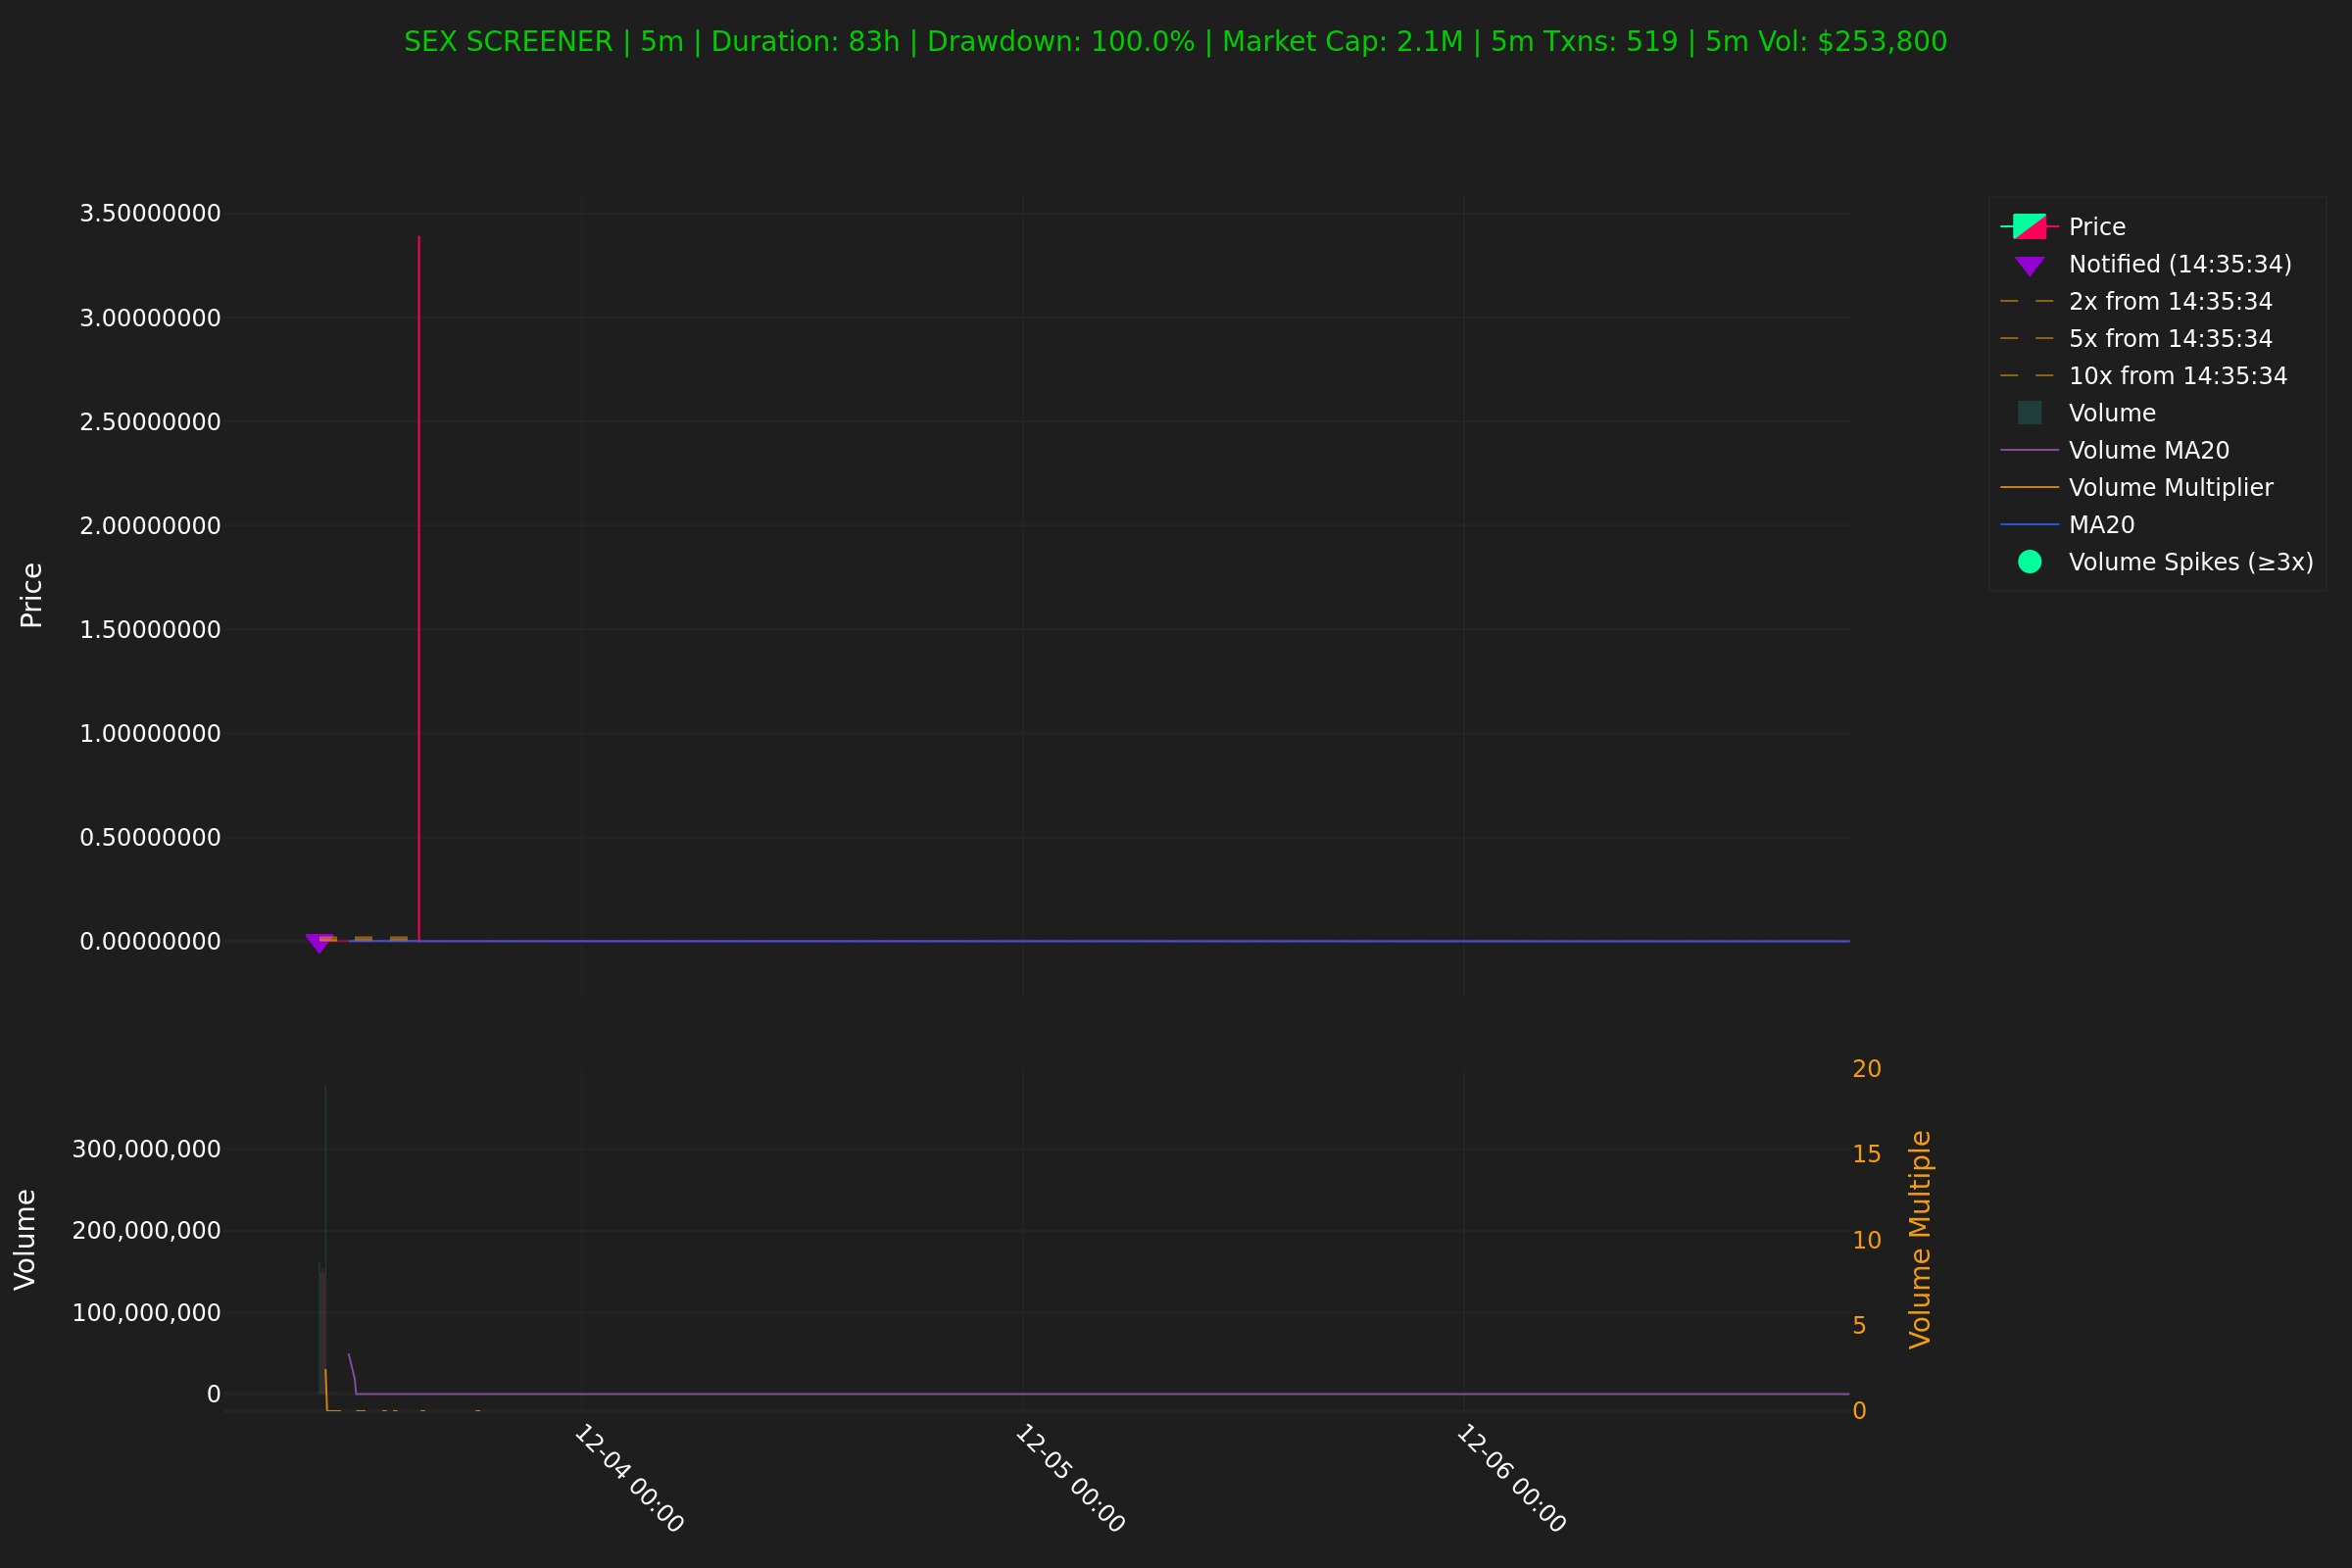 SEX SCREENER | 5m | Duration: 83h | Drawdown: 100.0% | Market Cap: 2.1M | 5m Txns: 519 | 5m Vol: $253,800
Price
3.50000000
3.00000000
2.50000000
2.00000000
1.50000000
1.00000000
0.50000000
0.00000000
Price
Notified (14:35:34)
2x from 14:35:34
5x from 14:35:34
10x from 14:35:34
Volume
Volume MA20
Volume Multiplier
MA20
Volume Spikes (≥3x)
Volume
300,000,000
200,000,000
100,000,000
0
20
15
10
5
0
Volume Multiple
12-04 00:00
12-05 00:00
12-06 00:00